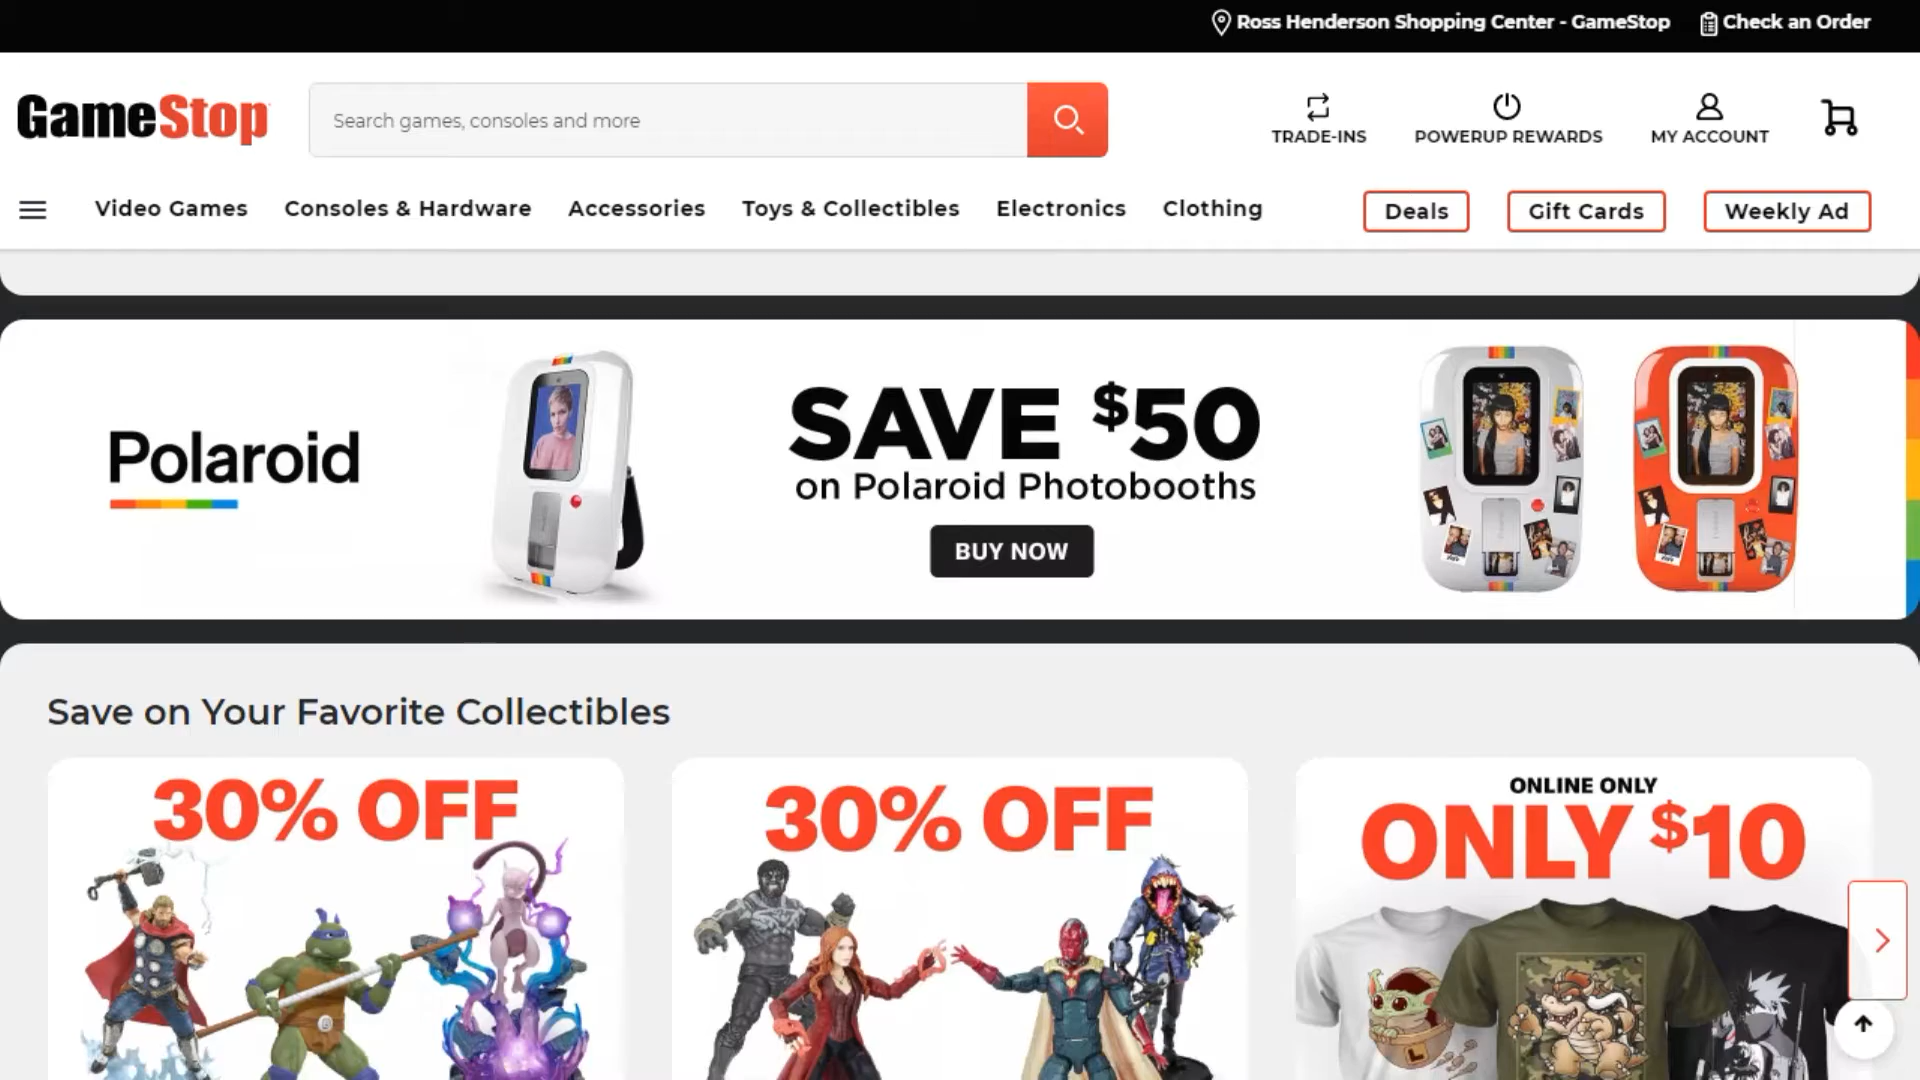 Ross Henderson Shopping Center - GameStop
Check an Order
GameStop
Search games, consoles and more
TRADE-INS
POWERUP REWARDS
MY ACCOUNT
Video Games
Consoles & Hardware
Accessories
Toys & Collectibles
Electronics
Clothing
Deals
Gift Cards
Weekly Ad
Polaroid
SAVE $50
on Polaroid Photobooths
BUY NOW
Save on Your Favorite Collectibles
30% OFF
30% OFF
ONLINE ONLY
ONLY $10